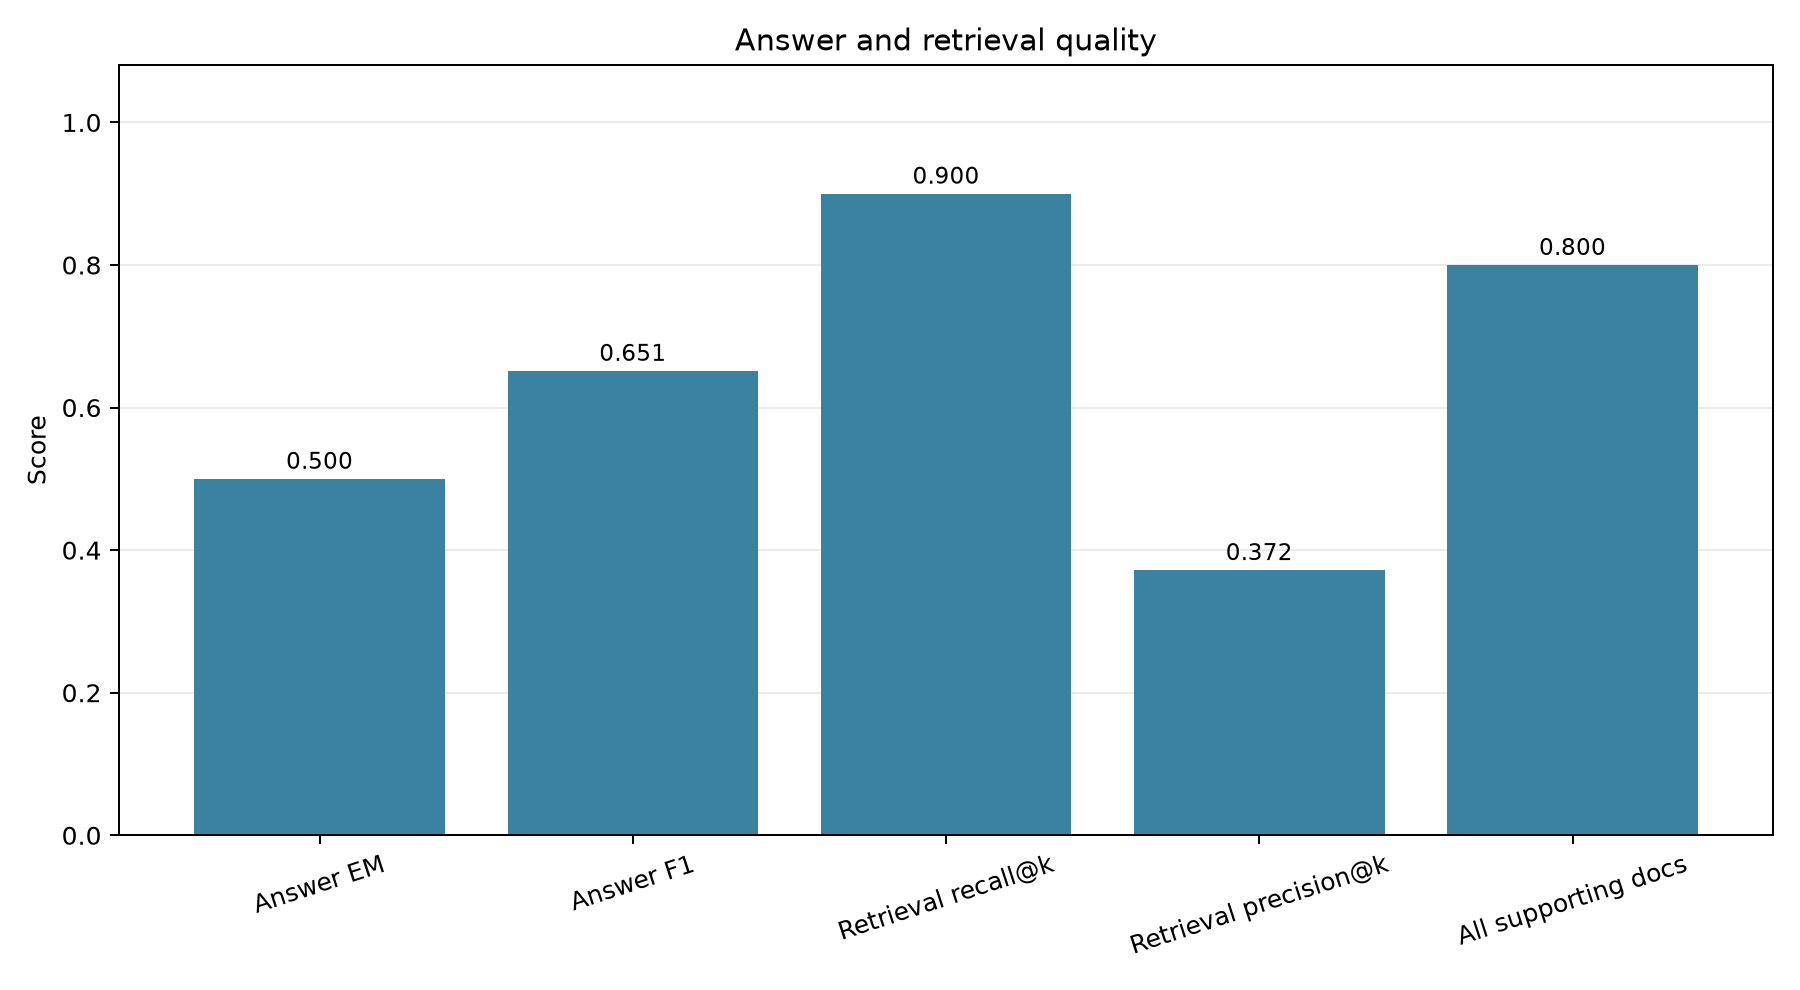 Answer and retrieval quality
Score
1.0
0.8
0.6
0.4
0.2
0.0
0.500
0.651
0.900
0.372
0.800
Answer EM
Answer F1
Retrieval recall@k
Retrieval precision@k
All supporting docs